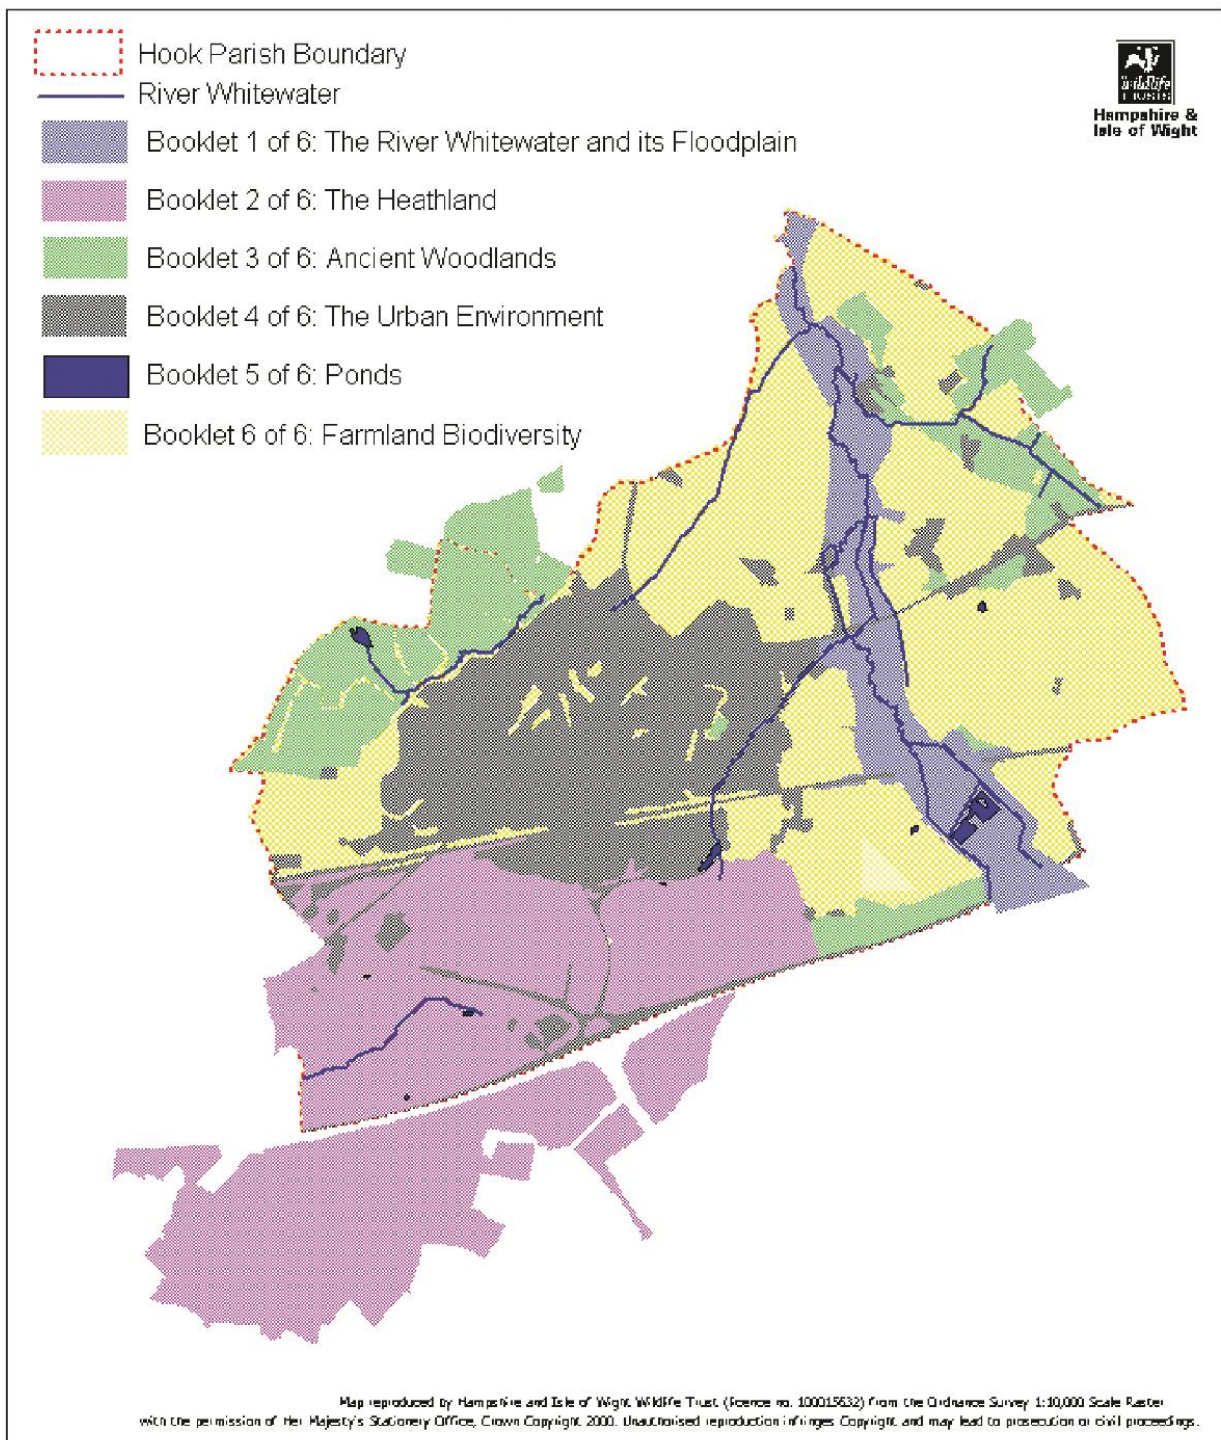 Hook Parish Boundary
River Whitewater
Booklet 1 of 6: The River Whitewater and its Floodplain
Booklet 2 of 6: The Heathland
Booklet 3 of 6: Ancient Woodlands
Booklet 4 of 6: The Urban Environment
Booklet 5 of 6: Ponds
Booklet 6 of 6: Farmland Biodiversity
wildlife
TRUSTS
Hampshire &
Isle of Wight
Map reproduced by Hampshire and Isle of Wight Wildlife Trust (licence no. 100015632) from the Ordnance Survey 1:10,000 Scale Raster
with the permission of Her Majesty's Stationery Office, Crown Copyright 2000. Unauthorised reproduction infringes Copyright and may lead to prosecution or civil proceedings.